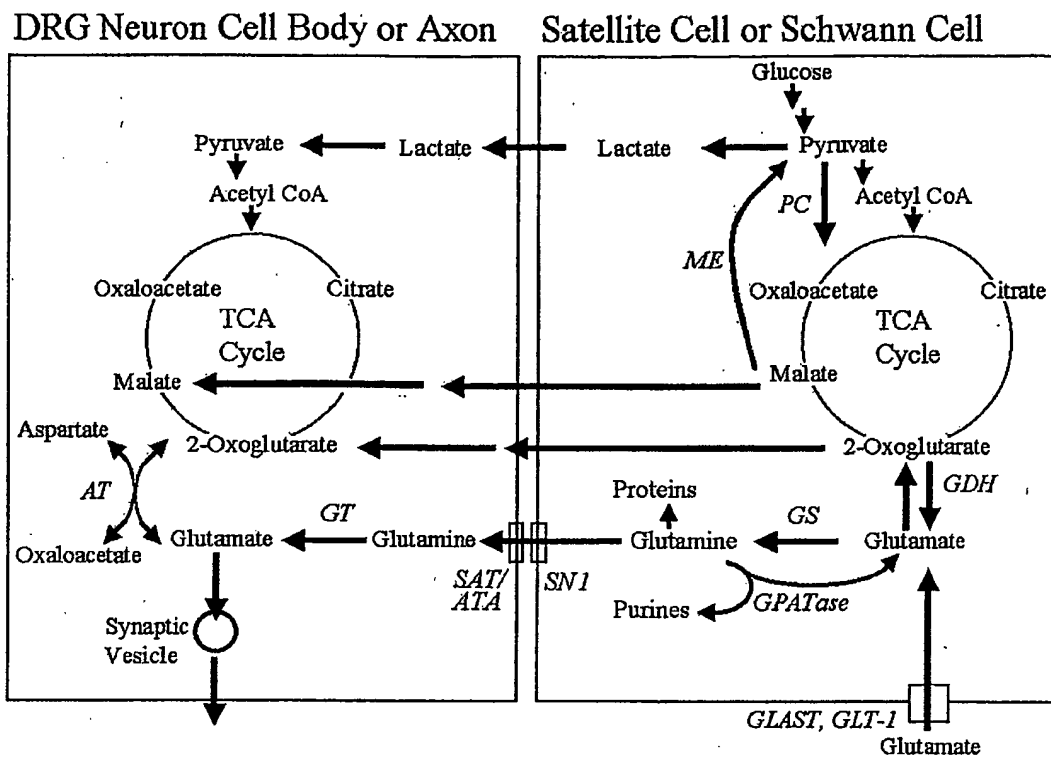 DRG Neuron Cell Body or Axon
Satellite Cell or Schwann Cell
Glucose
Pyruvate
Lactate
Lactate
Pyruvate
Acetyl CoA
PC
Acetyl CoA
ME
Oxaloacetate
Citrate
Oxaloacetate
Citrate
TCA
Cycle
TCA
Cycle
Malate
Malate
Aspartate
2-Oxoglutarate
2-Oxoglutarate
AT
GDH
Proteins
GT
GS
Oxaloacetate
Glutamate
Glutamine
Glutamine
Glutamate
SAT/
ATA
SN1
GPATase
Purines
Synaptic
Vesicle
GLAST, GLT-1
Glutamate